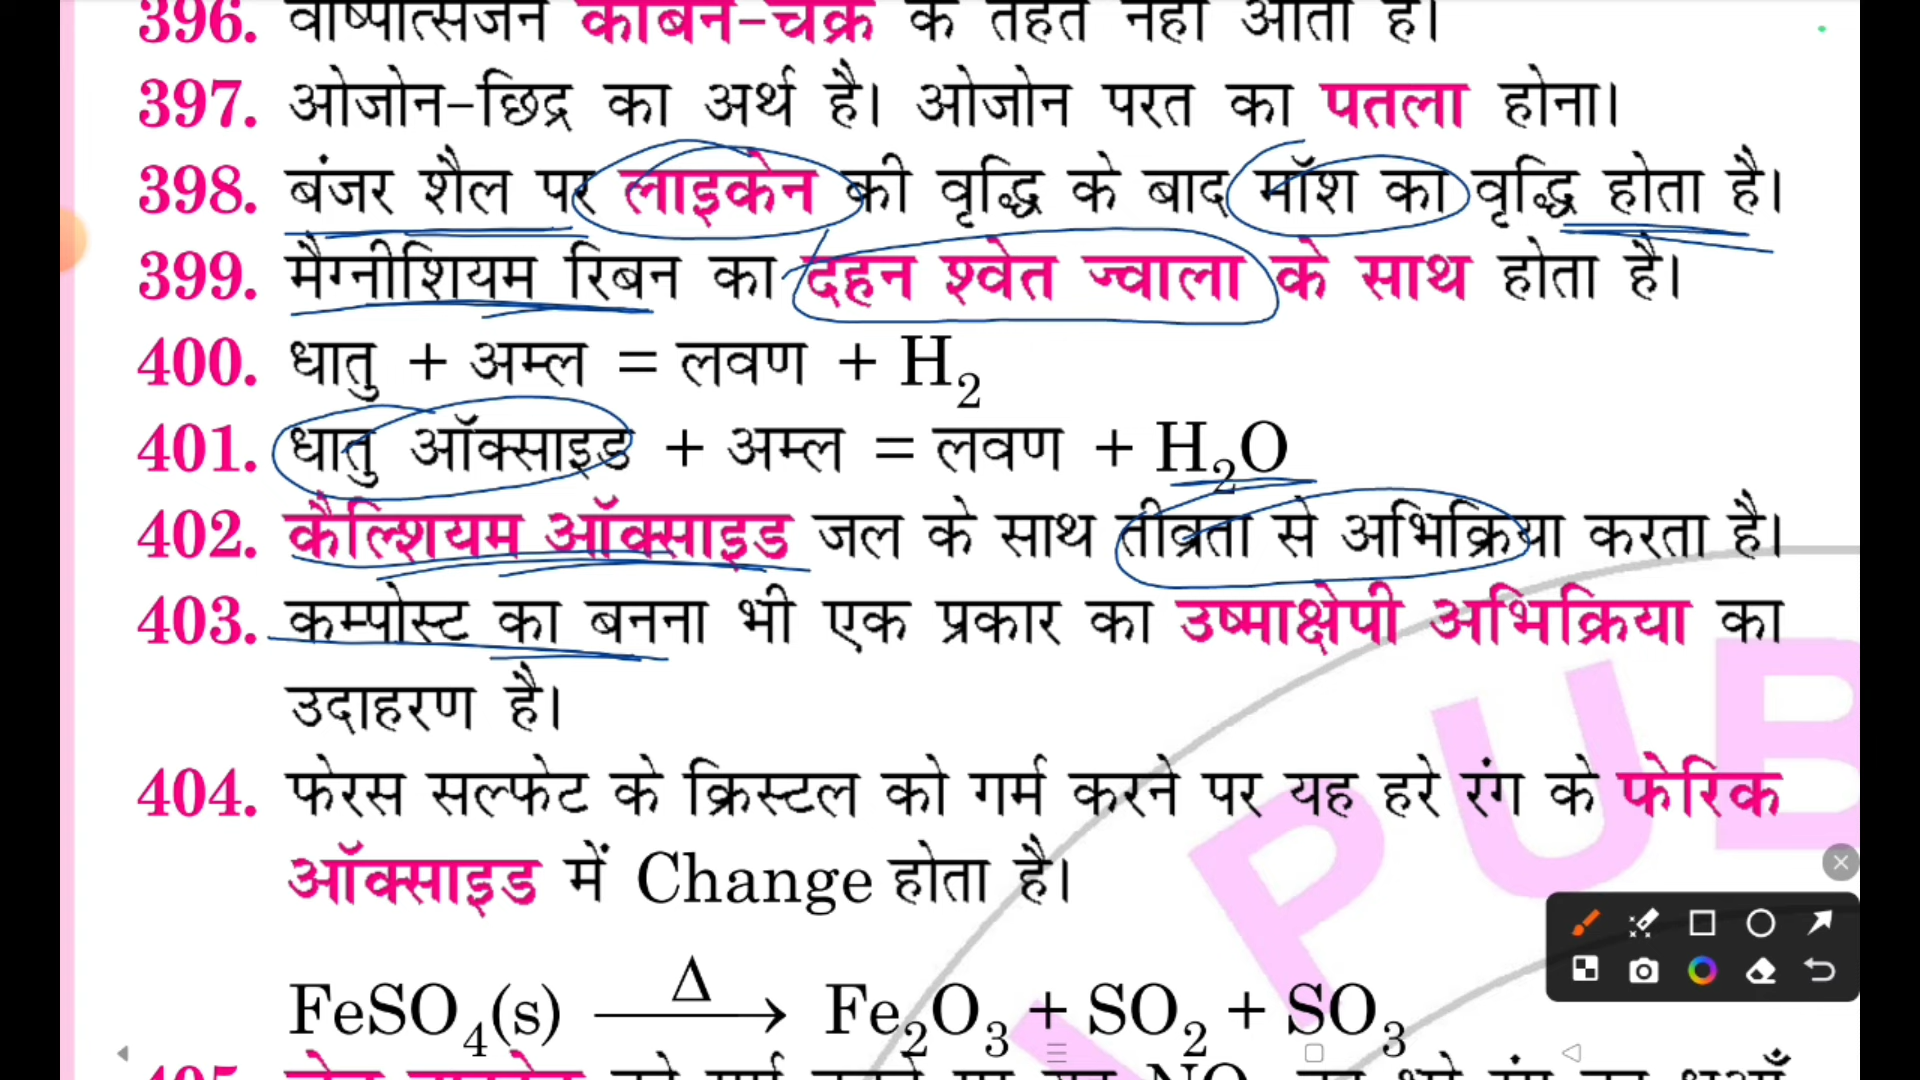 396. वाष्पोत्सर्जन कार्बन-चक्र के तहत नहीं आता है।
397. ओजोन-छिद्र का अर्थ है। ओजोन परत का पतला होना।
398. बंजर शैल पर लाइकेन की वृद्धि के बाद मॉश का वृद्धि होता है।
399. मैग्नीशियम रिबन का दहन श्वेत ज्वाला के साथ होता है।
400. धातु + अम्ल = लवण + H₂
401. धातु ऑक्साइड + अम्ल = लवण + H₂O
402. कैल्शियम ऑक्साइड जल के साथ तीव्रता से अभिक्रिया करता है।
403. कम्पोस्ट का बनना भी एक प्रकार का उष्माक्षेपी अभिक्रिया का
उदाहरण है।
404. फेरस सल्फेट के क्रिस्टल को गर्म करने पर यह हरे रंग के फेरिक
ऑक्साइड में Change होता है।
FeSO₄(s) Δ⟶ Fe₂O₃ + SO₂ + SO₃
PUB